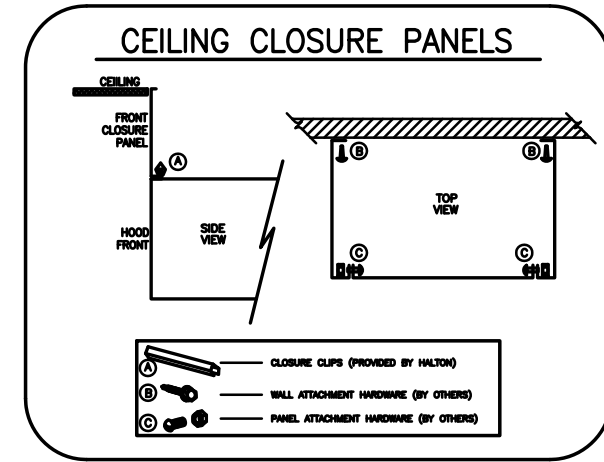 CEILING CLOSURE PANELS
CEIILING
FRONT
CLOSURE
PANEL
A
HOOD
FRONT
SIDE
VIEW
B
B
TOP
VIEW
C
C
A
CLOSURE CLIPS (PROVIDED BY HALTON)
B
WALL ATTACHMENT HARDWARE (BY OTHERS)
C
PANEL ATTACHMENT HARDWARE (BY OTHERS)